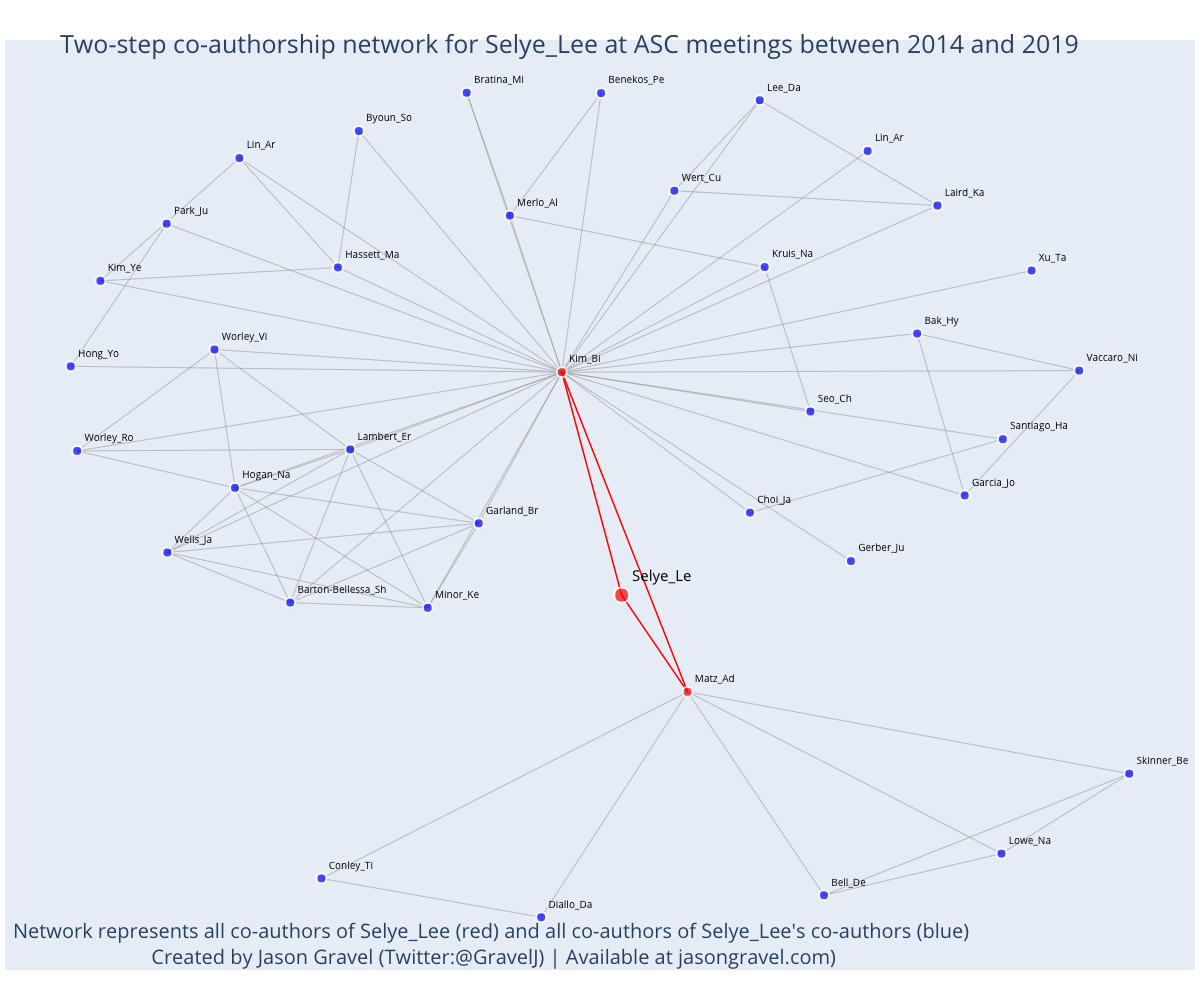 Two-step co-authorship network for Selye_Lee at ASC meetings between 2014 and 2019
Bratina_Mi
Benekos_Pe
Lee_Da
Byoun_So
Lin_Ar
Lin_Ar
Wert_Cu
Laird_Ka
Merlo_Al
Park_Ju
Hassett_Ma
Kruis_Na
Xu_Ta
Kim_Ye
Bak_Hy
Worley_Vi
Hong_Yo
Kim_Bi
Vaccaro_Ni
Seo_Ch
Santiago_Ha
Worley_Ro
Lambert_Er
Hogan_Na
Garcia_Jo
Choi_Ja
Garland_Br
Wells_Ja
Gerber_Ju
Selye_Le
Barton-Bellessa_Sh
Minor_Ke
Matz_Ad
Skinner_Be
Lowe_Na
Conley_Ti
Bell_De
Diallo_Da
Network represents all co-authors of Selye_Lee (red) and all co-authors of Selye_Lee's co-authors (blue)
Created by Jason Gravel (Twitter:@GravelJ) | Available at jasongravel.com)